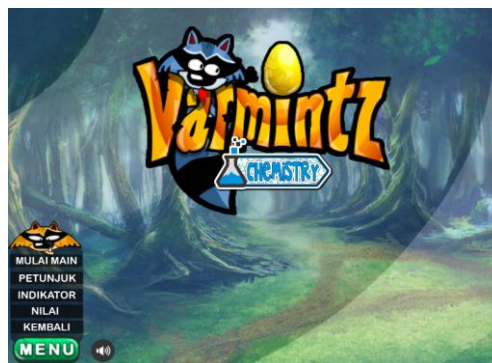 Varmintz
CHEMISTRY
MULAI MAIN
PETUNJUK
INDIKATOR
NILAI
KEMBALI
MENU